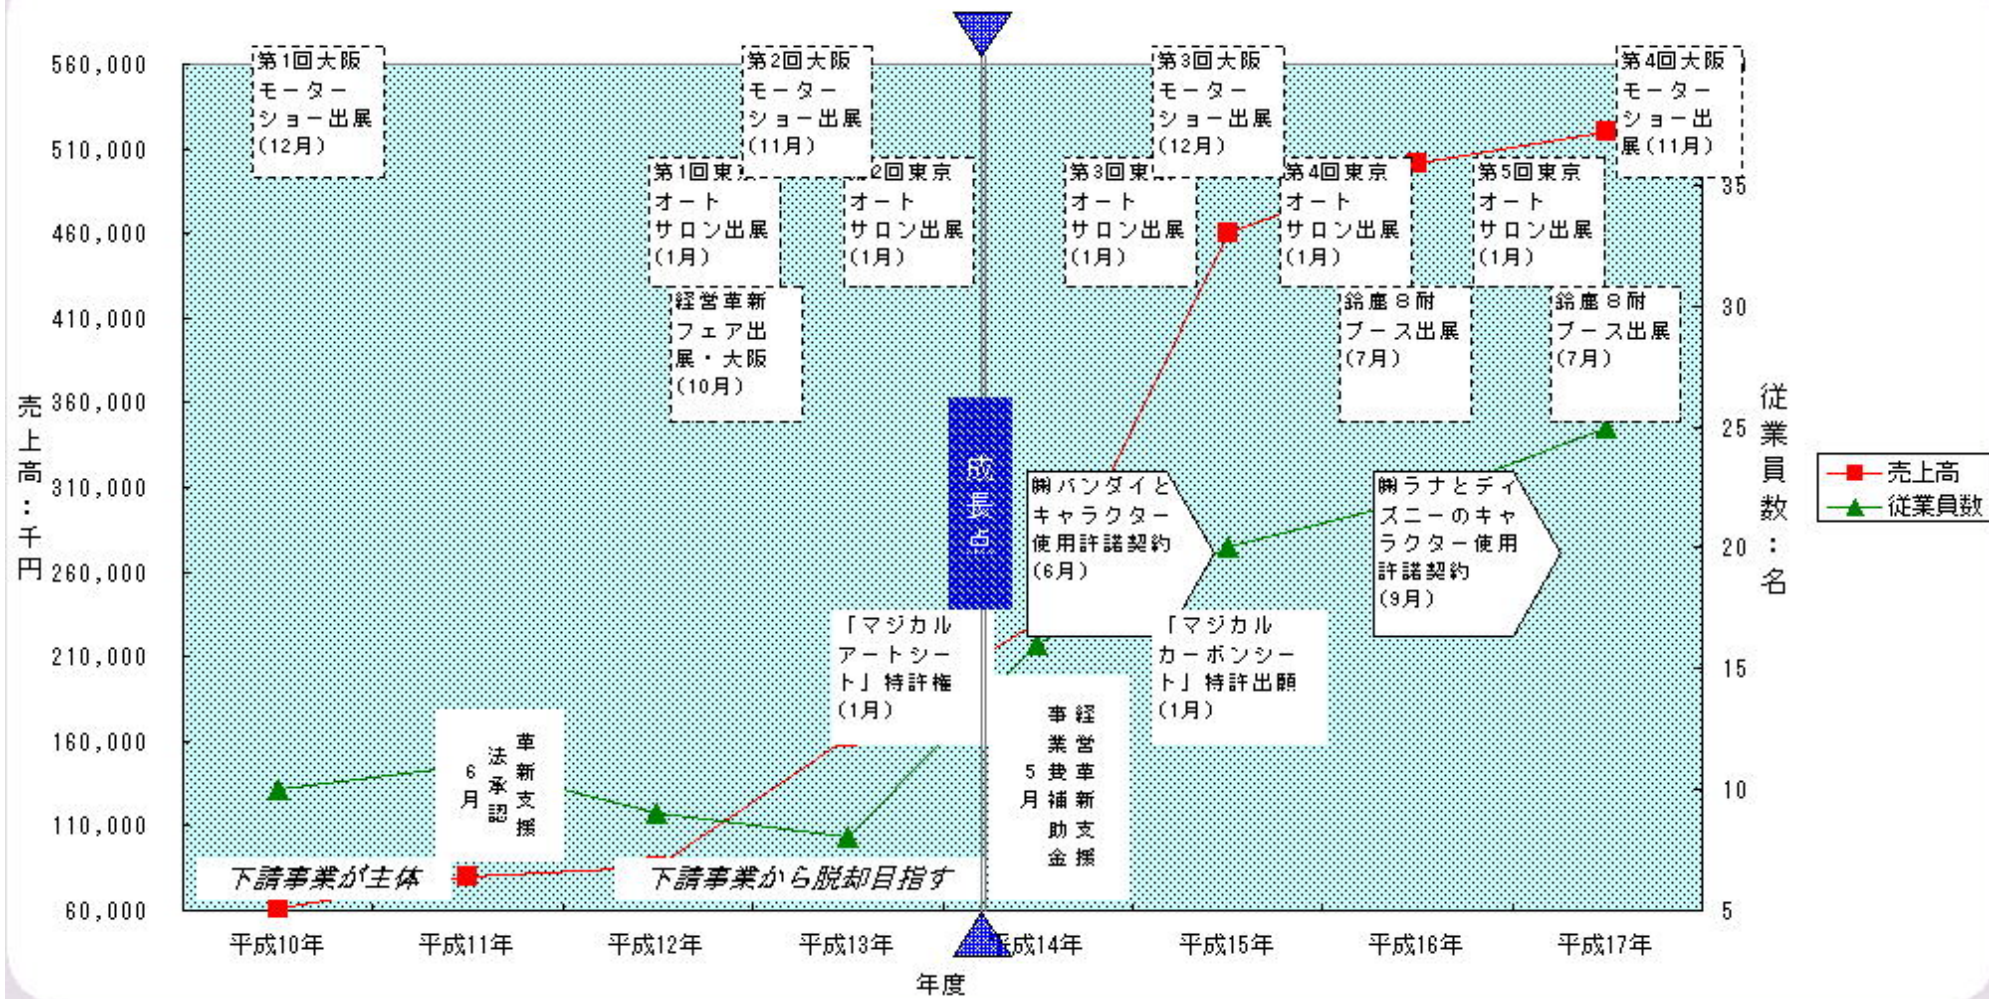 560,000
510,000
460,000
410,000
360,000
310,000
260,000
210,000
160,000
110,000
60,000
売上高：千円
第1回大阪
モーター
ショー出展
(12月)
第2回大阪
モーター
ショー出展
(11月)
第3回大阪
モーター
ショー出展
(12月)
第4回大阪
モーター
ショー出
展(11月)
第1回東京
オート
サロン出展
(1月)
2回東京
オート
サロン出展
(1月)
第3回東
オート
サロン出展
(1月)
第4回東京
オート
サロン出展
(1月)
第5回東京
オート
サロン出展
(1月)
経営革新
フェア出
展・大阪
(10月)
鈴鹿８耐
ブース出展
(7月)
鈴鹿８耐
ブース出展
(7月)
成長点
㈱バンダイと
キャラクター
使用許諾契約
(6月)
㈱ラナとディ
ズニーのキャ
ラクター使用
許諾契約
(9月)
「マジカル
アートシー
ト」特許権
(1月)
「マジカル
カーボンシー
ト」特許出願
(1月)
革新支援
法承認
6月
経営革新支援
事業費補助金
5月
下請事業が主体
下請事業から脱却目指す
35
30
25
20
15
10
5
従業員数：名
売上高
従業員数
平成10年
平成11年
平成12年
平成13年
平成14年
平成15年
平成16年
平成17年
年度